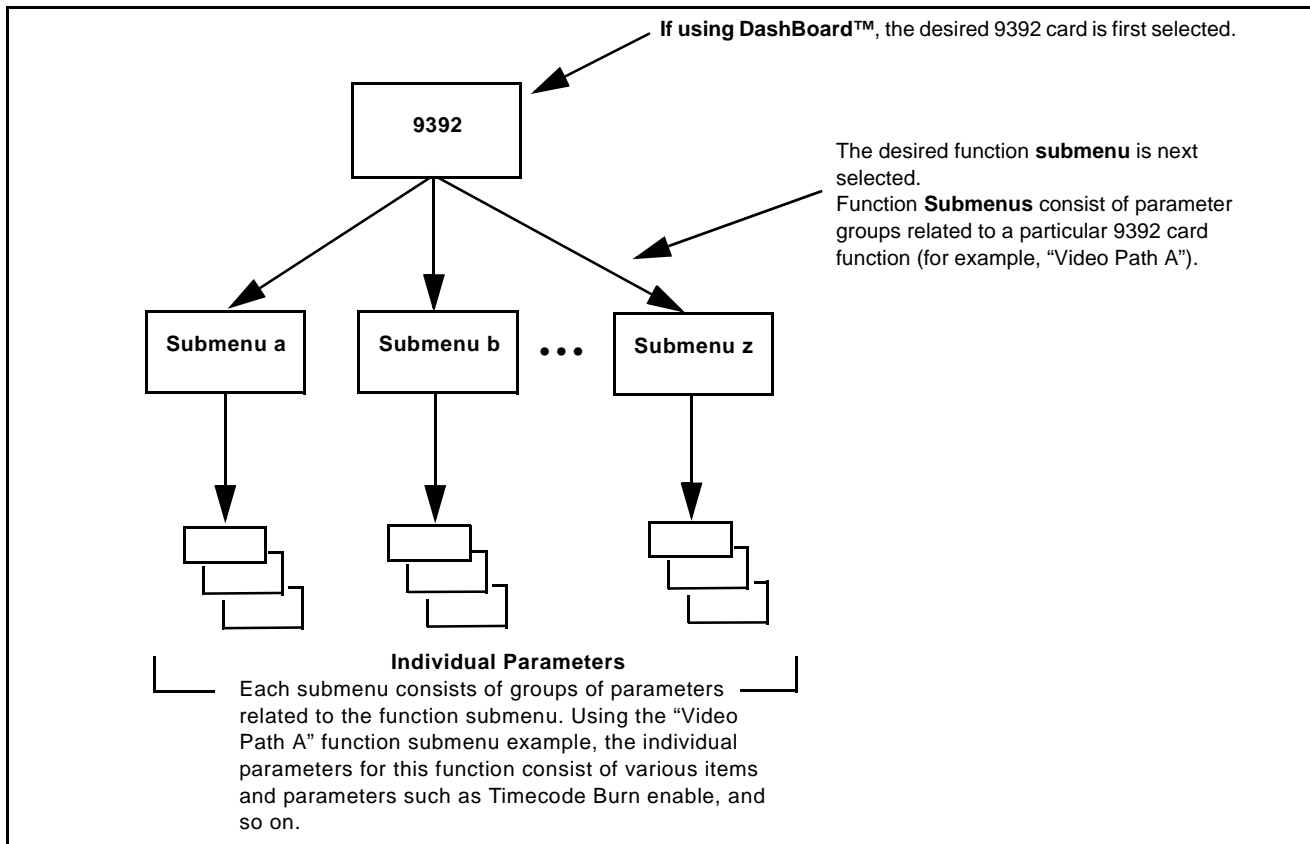 If using DashBoard™, the desired 9392 card is first selected.
9392
The desired function submenu is next
selected.
Function Submenus consist of parameter
groups related to a particular 9392 card
function (for example, “Video Path A”).
Submenu a
Submenu b
•••
Submenu z
Individual Parameters
Each submenu consists of groups of parameters
related to the function submenu. Using the “Video
Path A” function submenu example, the individual
parameters for this function consist of various items
and parameters such as Timecode Burn enable, and
so on.